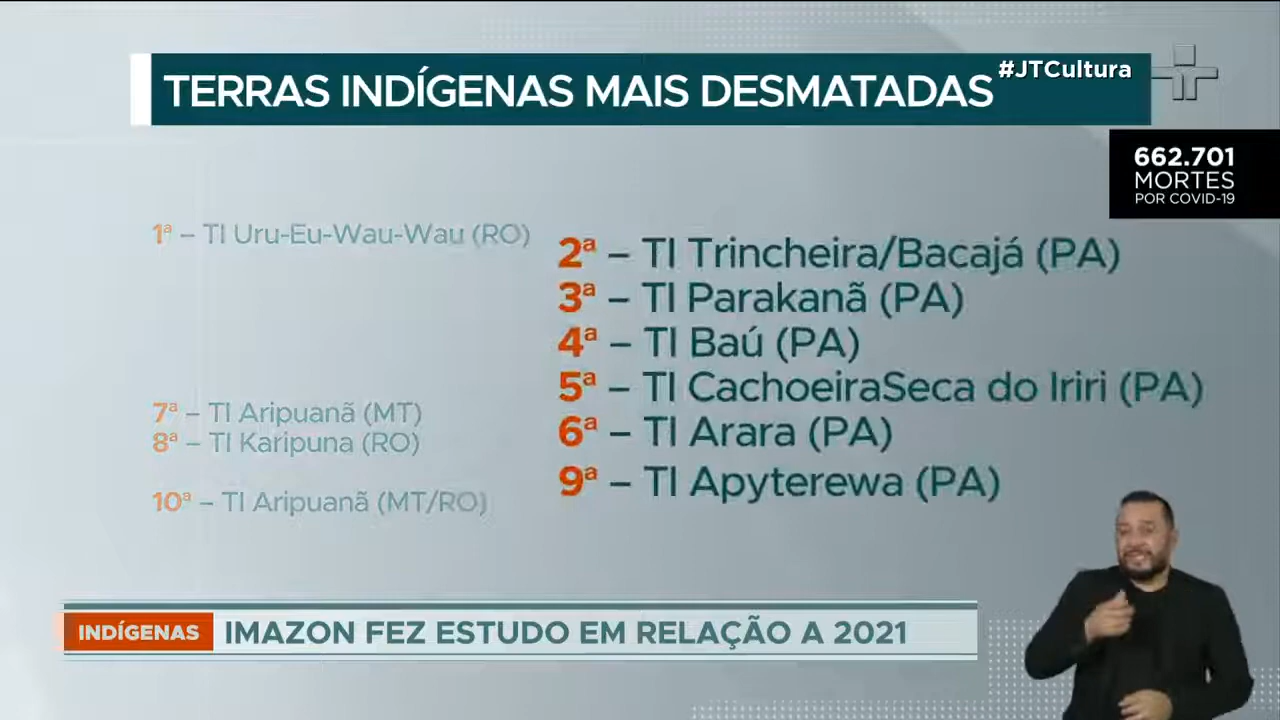 TERRAS INDÍGENAS MAIS DESMATADAS
#JTCultura
662.701
MORTES
POR COVID-19
1ª – TI Uru-Eu-Wau-Wau (RO)
2ª – TI Trincheira/Bacajá (PA)
3ª – TI Parakanã (PA)
4ª – TI Baú (PA)
5ª – TI CachoeiraSeca do Iriri (PA)
6ª – TI Arara (PA)
7ª – TI Aripuanã (MT)
8ª – TI Karipuna (RO)
9ª – TI Apyterewa (PA)
10ª – TI Aripuanã (MT/RO)
INDÍGENAS
IMAZON FEZ ESTUDO EM RELAÇÃO A 2021